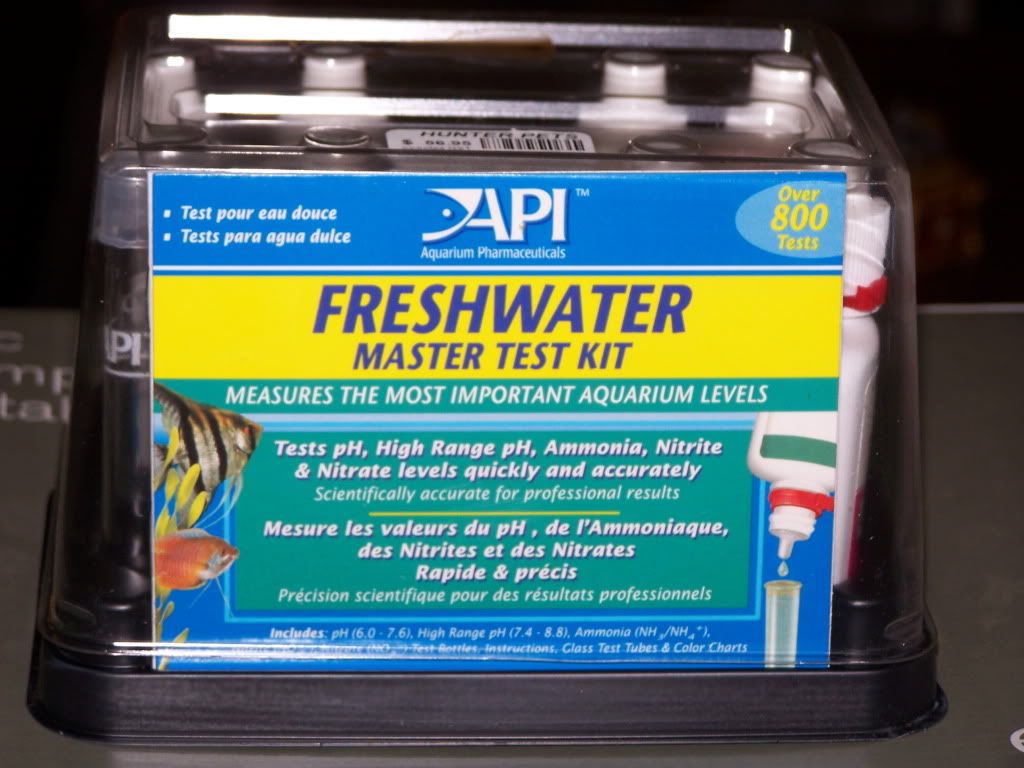 HUNTER PETS
$ 56.95
▪ Test pour eau douce
▪ Tests para agua dulce
API™
Aquarium Pharmaceuticals
Over
800
Tests
FRESHWATER
MASTER TEST KIT
MEASURES THE MOST IMPORTANT AQUARIUM LEVELS
Tests pH, High Range pH, Ammonia, Nitrite
& Nitrate levels quickly and accurately
Scientifically accurate for professional results
Mesure les valeurs du pH , de l'Ammoniaque,
des Nitrites et des Nitrates
Rapide & précis
Précision scientifique pour des résultats professionnels
Includes: pH (6.0 - 7.6), High Range pH (7.4 - 8.8), Ammonia (NH₃/NH₄⁺),
Test Bottles, Instructions, Glass Test Tubes & Color Charts
API